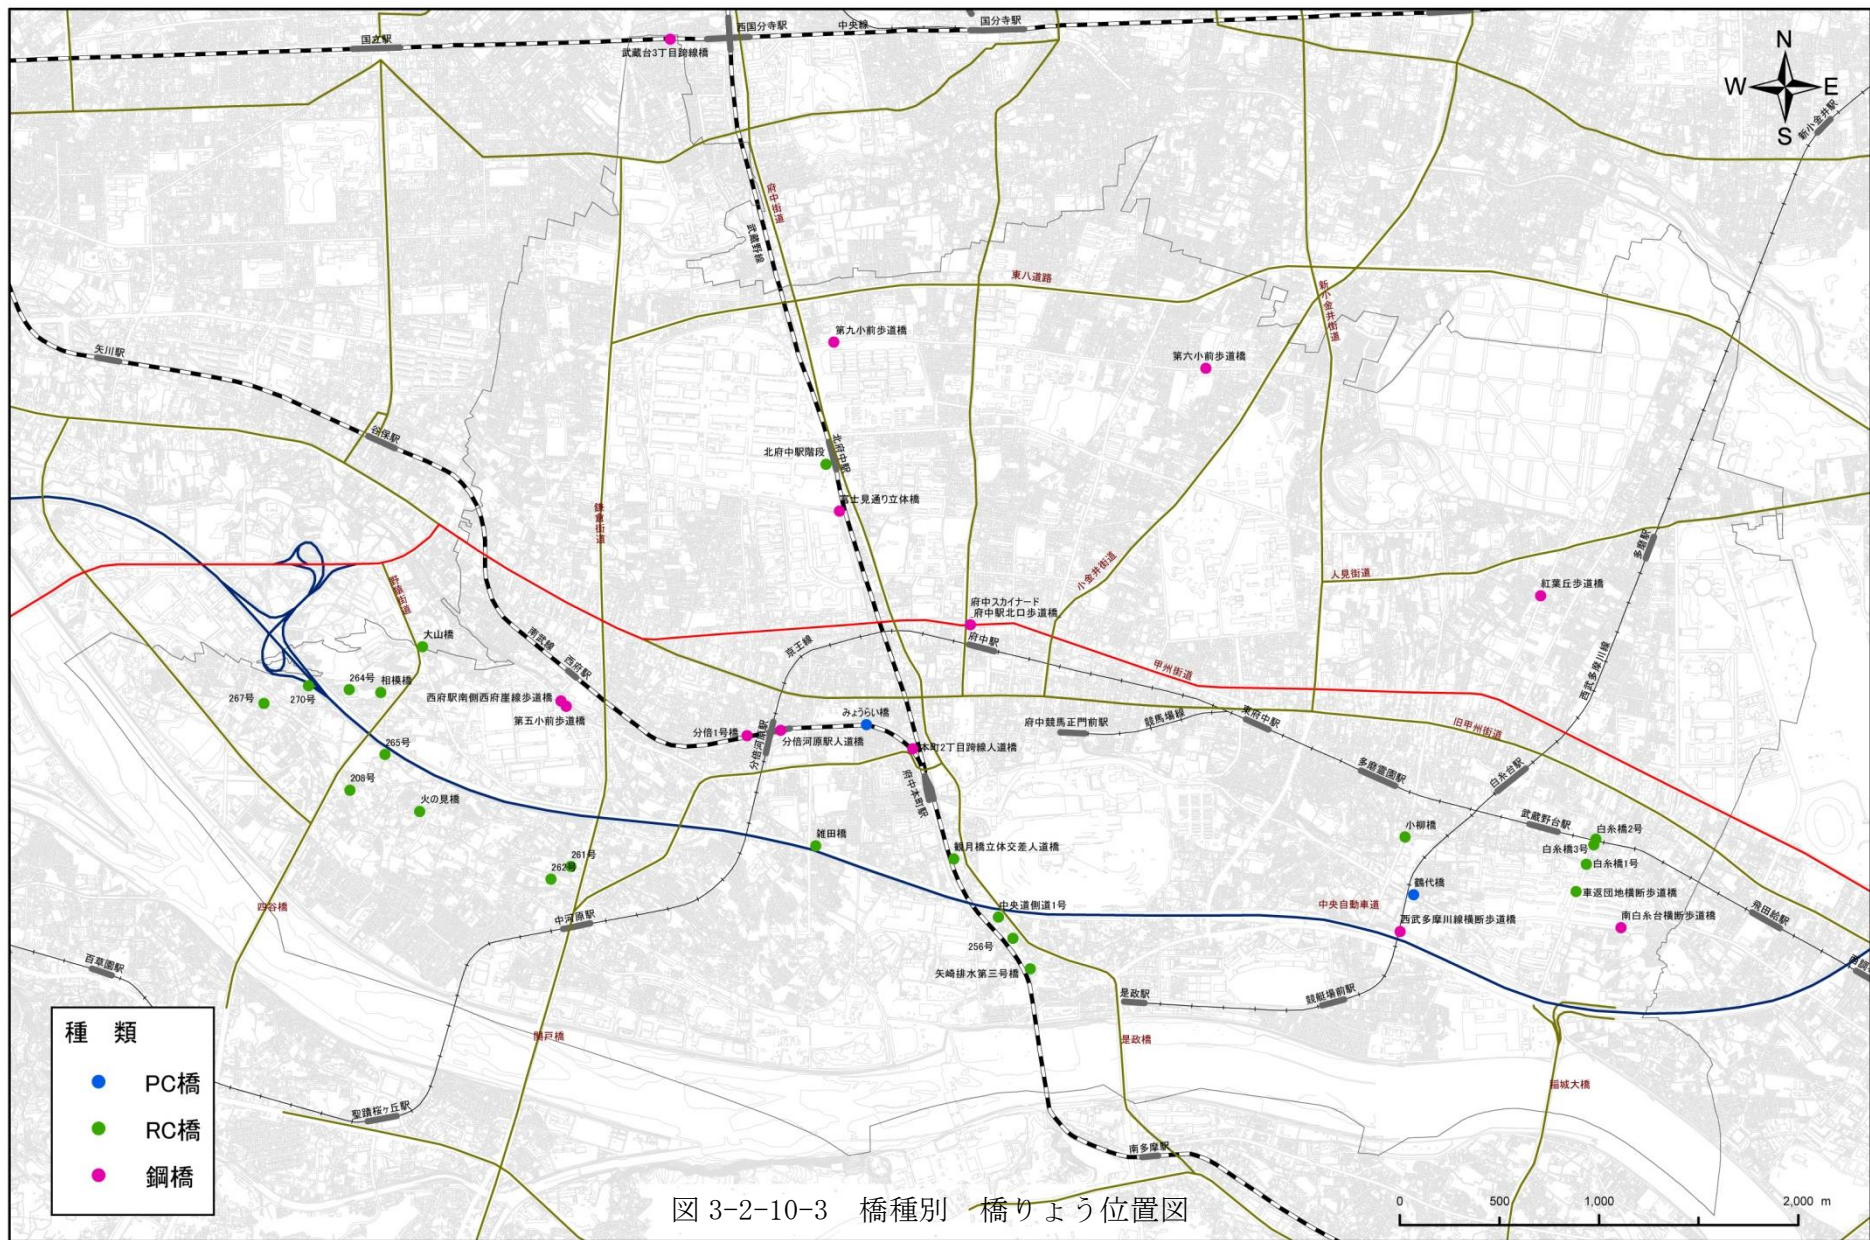 国立駅
武蔵台3丁目跨線橋
西国分寺駅
中央線
国分寺駅
N
W
E
S
新小金井駅
府中街道
武蔵野線
東八道路
新小金井街道
第九小前歩道橋
第六小前歩道橋
矢川駅
谷保駅
北府中駅階段
北府中駅
富士見通り立体橋
鎌倉街道
小金井街道
人見街道
多磨駅
紅葉丘歩道橋
野猿街道
大山橋
南武線
西府駅
京王線
府中スカイナード
府中駅北口歩道橋
府中駅
甲州街道
西武多摩川線
264号
相模橋
267号
270号
西府駅南側西府崖線歩道橋
第五小前歩道橋
分倍1号橋
分倍河原駅
分倍河原駅人道橋
みょうらい橋
本町2丁目跨線人道橋
府中本町駅
府中競馬正門前駅
競馬場線
東府中駅
旧甲州街道
多磨霊園駅
白糸台駅
265号
208号
火の見橋
雑田橋
観月橋立体交差人道橋
小柳橋
武蔵野台駅
白糸橋2号
白糸橋3号
白糸橋1号
261号
262号
鶴代橋
車返団地横断歩道橋
四谷橋
中河原駅
中央道側道1号
中央自動車道
西武多摩川線横断歩道橋
南白糸台横断歩道橋
飛田給駅
256号
矢崎排水第三号橋
百草園駅
是政駅
競艇場前駅
関戸橋
是政橋
稲城大橋
聖蹟桜ヶ丘駅
南多摩駅
種 類
PC橋
RC橋
鋼橋
図 3-2-10-3 橋種別 橋りょう位置図
0 500 1,000 2,000 m